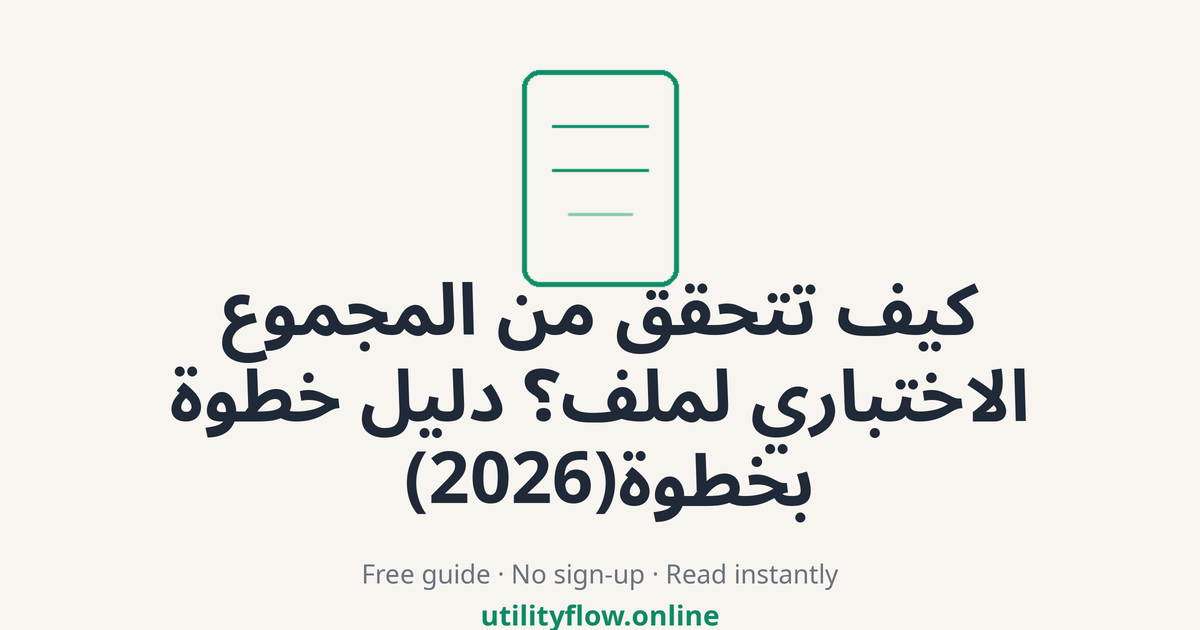 كيف تتحقق من المجموع
الاختباري لملف؟ دليل خطوة
بخطوة(2026)
Free guide · No sign-up · Read instantly
utilityflow.online